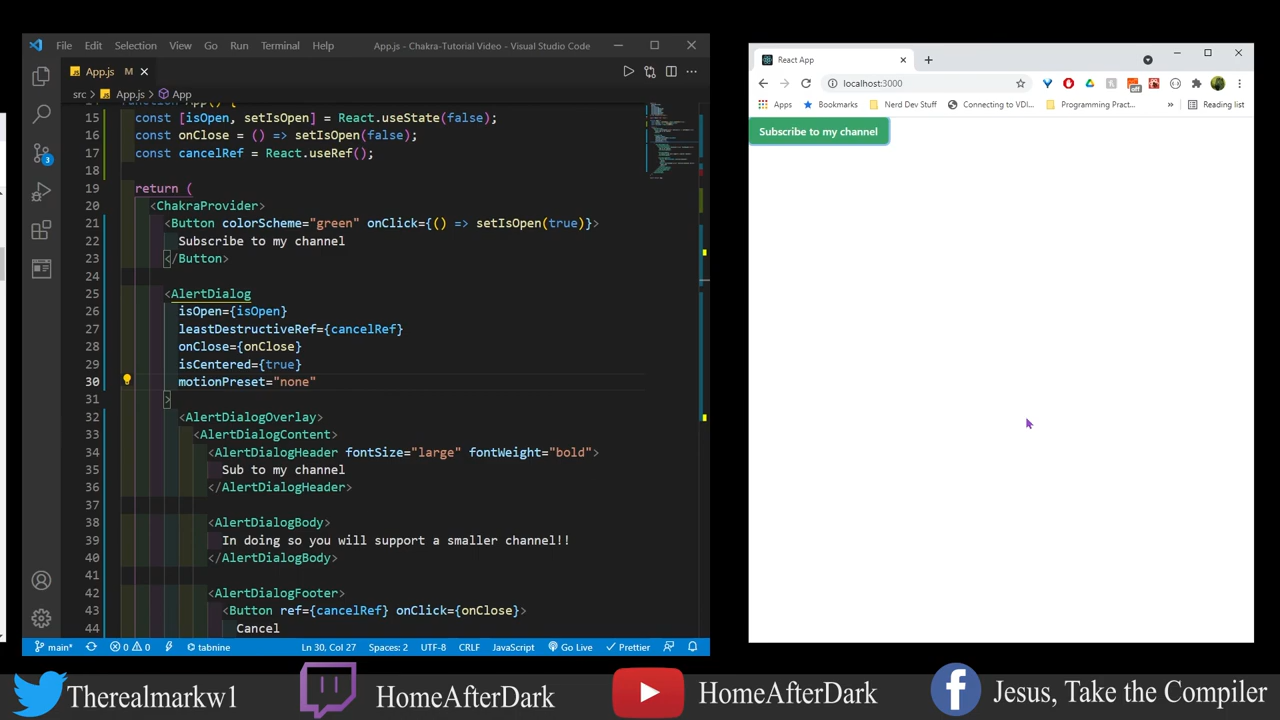 File Edit Selection View Go Run Terminal Help App.js - Chakra-Tutorial Video - Visual Studio Code
App.js M
src > App.js > App
15 const [isOpen, setIsOpen] = React.useState(false);
16 const onClose = () => setIsOpen(false);
17 const cancelRef = React.useRef();
18
19 return (
20 <ChakraProvider>
21 <Button colorScheme="green" onClick={() => setIsOpen(true)}>
22 Subscribe to my channel
23 </Button>
24
25 <AlertDialog
26 isOpen={isOpen}
27 leastDestructiveRef={cancelRef}
28 onClose={onClose}
29 isCentered={true}
30 motionPreset="none"
31 >
32 <AlertDialogOverlay>
33 <AlertDialogContent>
34 <AlertDialogHeader fontSize="large" fontWeight="bold">
35 Sub to my channel
36 </AlertDialogHeader>
37
38 <AlertDialogBody>
39 In doing so you will support a smaller channel!!
40 </AlertDialogBody>
41
42 <AlertDialogFooter>
43 <Button ref={cancelRef} onClick={onClose}>
44 Cancel
3
main* 0 0 tabnine Ln 30, Col 27 Spaces: 2 UTF-8 CRLF JavaScript Go Live Prettier
React App
localhost:3000
off
Apps Bookmarks Nerd Dev Stuff Connecting to VDI... Programming Pract... » Reading list
Subscribe to my channel
Therealmarkw1 HomeAfterDark HomeAfterDark Jesus, Take the Compiler